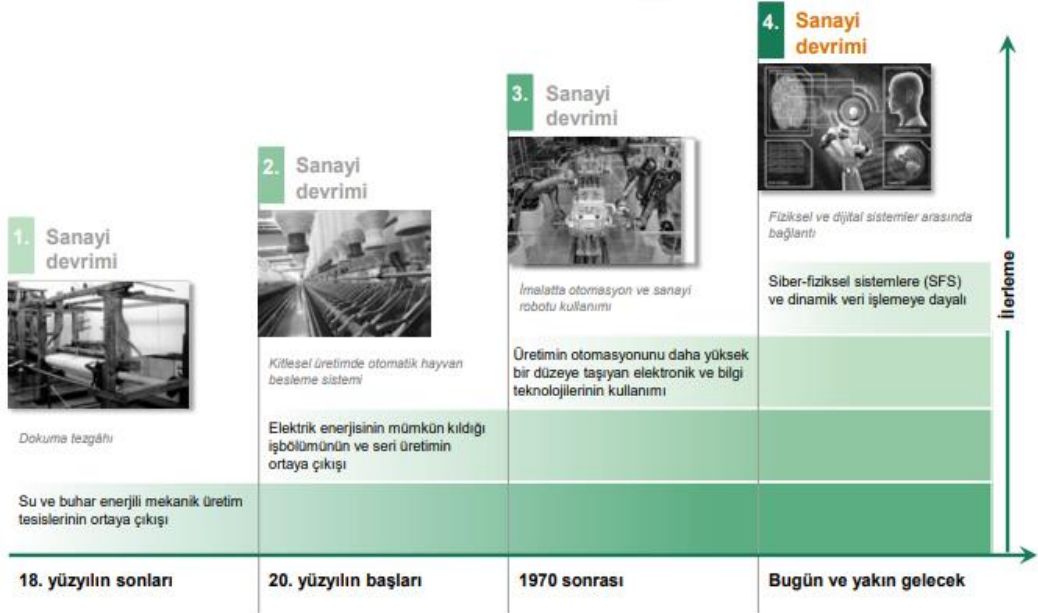 1. Sanayi
devrimi
Dokuma tezgâhı
Su ve buhar enerjili mekanik üretim
tesislerinin ortaya çıkışı
18. yüzyılın sonları
2. Sanayi
devrimi
Kitlesel üretimde otomatik hayvan
besleme sistemi
Elektrik enerjisinin mümkün kıldığı
işbölümünün ve seri üretimin
ortaya çıkışı
20. yüzyılın başları
3. Sanayi
devrimi
İmalatta otomasyon ve sanayi
robotu kullanımı
Üretimin otomasyonunu daha yüksek
bir düzeye taşıyan elektronik ve bilgi
teknolojilerinin kullanımı
1970 sonrası
4. Sanayi
devrimi
Fiziksel ve dijital sistemler arasında
bağlantı
Siber-fiziksel sistemlere (SFS)
ve dinamik veri işlemeye dayalı
Bugün ve yakın gelecek
İlerleme